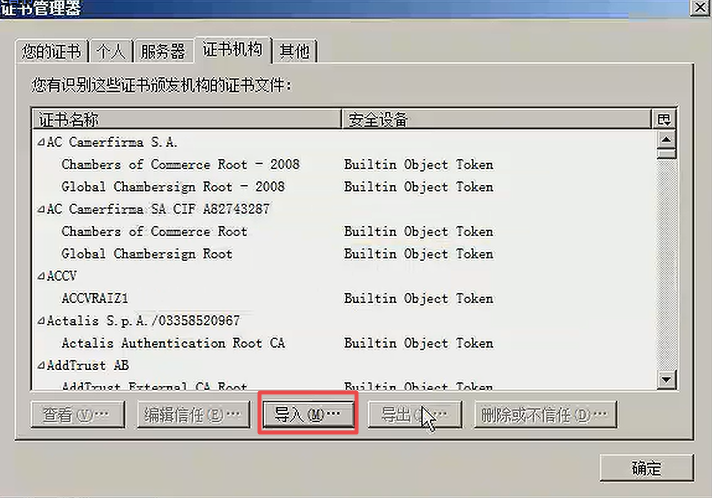 证书管理器
您的证书 个人 服务器 证书机构 其他
您有识别这些证书颁发机构的证书文件:
证书名称 安全设备
AC Camerfirma S.A.
Chambers of Commerce Root - 2008 Builtin Object Token
Global Chambersign Root - 2008 Builtin Object Token
AC Camerfirma SA CIF A82743287
Chambers of Commerce Root Builtin Object Token
Global Chambersign Root Builtin Object Token
ACCV
ACCVRAIZ1 Builtin Object Token
Actalis S.p.A./03358520967
Actalis Authentication Root CA Builtin Object Token
AddTrust AB
AddTrust External CA Root Builtin Object Token
查看(V)… 编辑信任(E)… 导入(M)… 导出 删除或不信任(D)…
确定